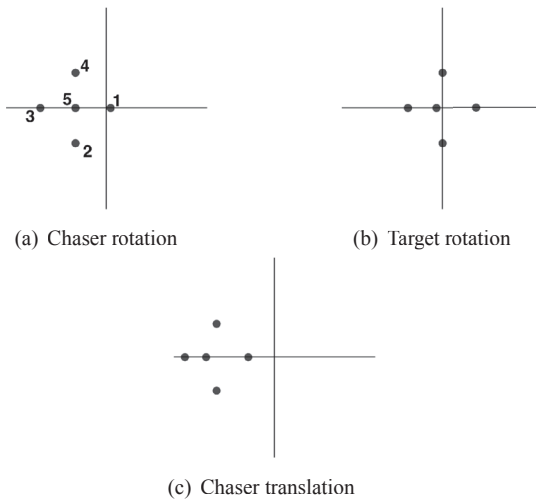 4
5
1
3
2
(a) Chaser rotation
(b) Target rotation
(c) Chaser translation